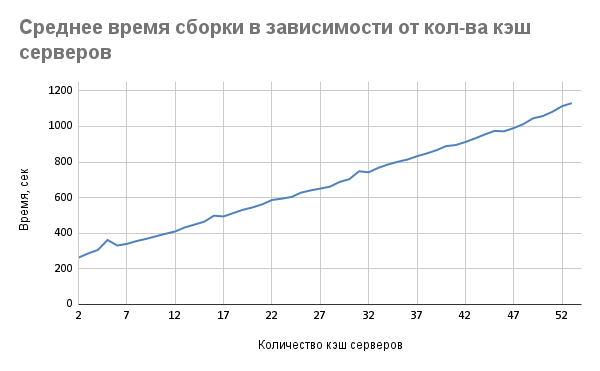 Среднее время сборки в зависимости от кол-ва кэш
серверов
1200
1000
800
600
400
200
0
Время, сек
2 7 12 17 22 27 32 37 42 47 52
Количество кэш серверов